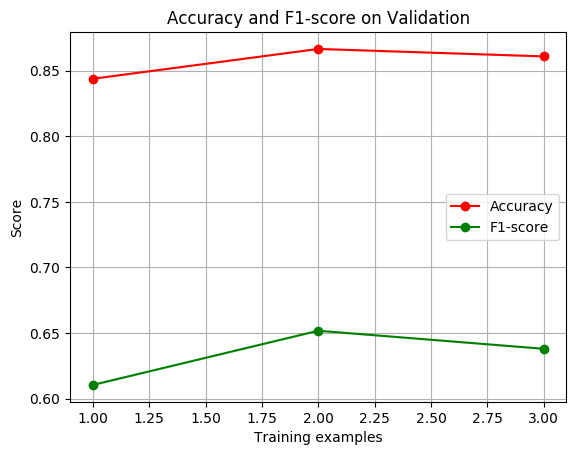 Accuracy and F1-score on Validation
Score
0.85
0.80
0.75
0.70
0.65
0.60
Accuracy
F1-score
1.00 1.25 1.50 1.75 2.00 2.25 2.50 2.75 3.00
Training examples